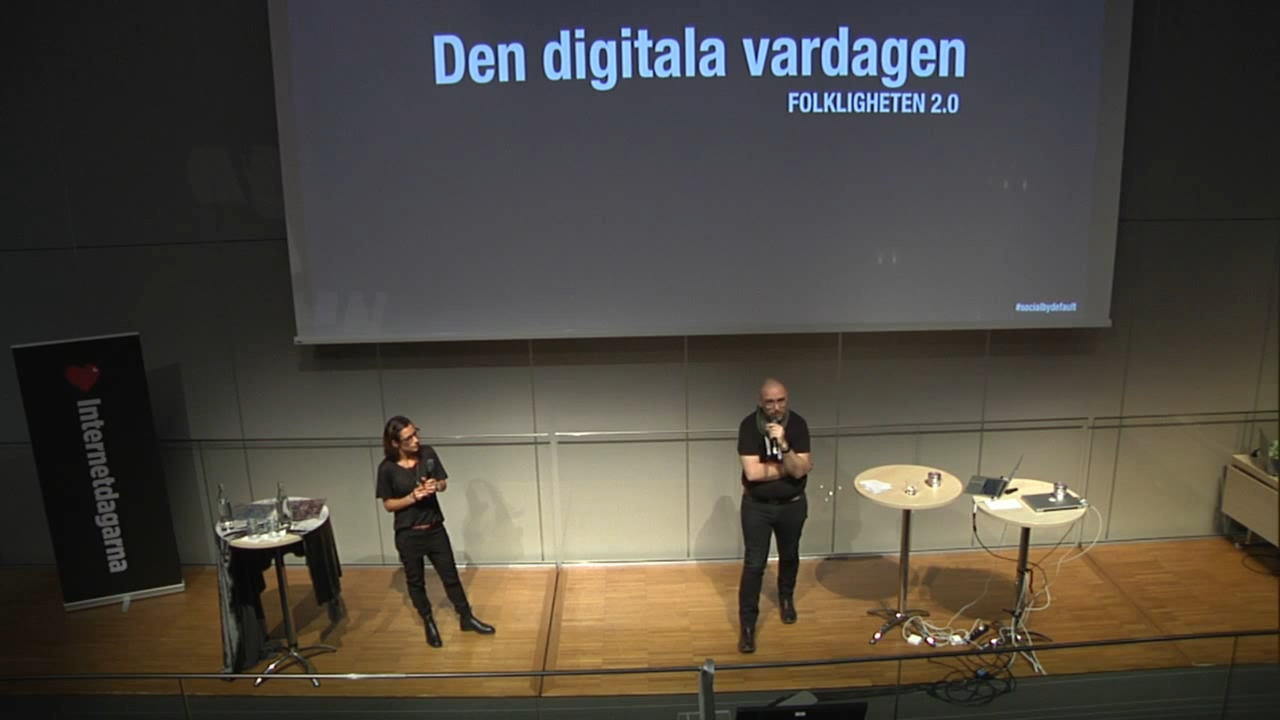 Den digitala vardagen
FOLKLIGHETEN 2.0
#socialbydefault
Internetdagarna